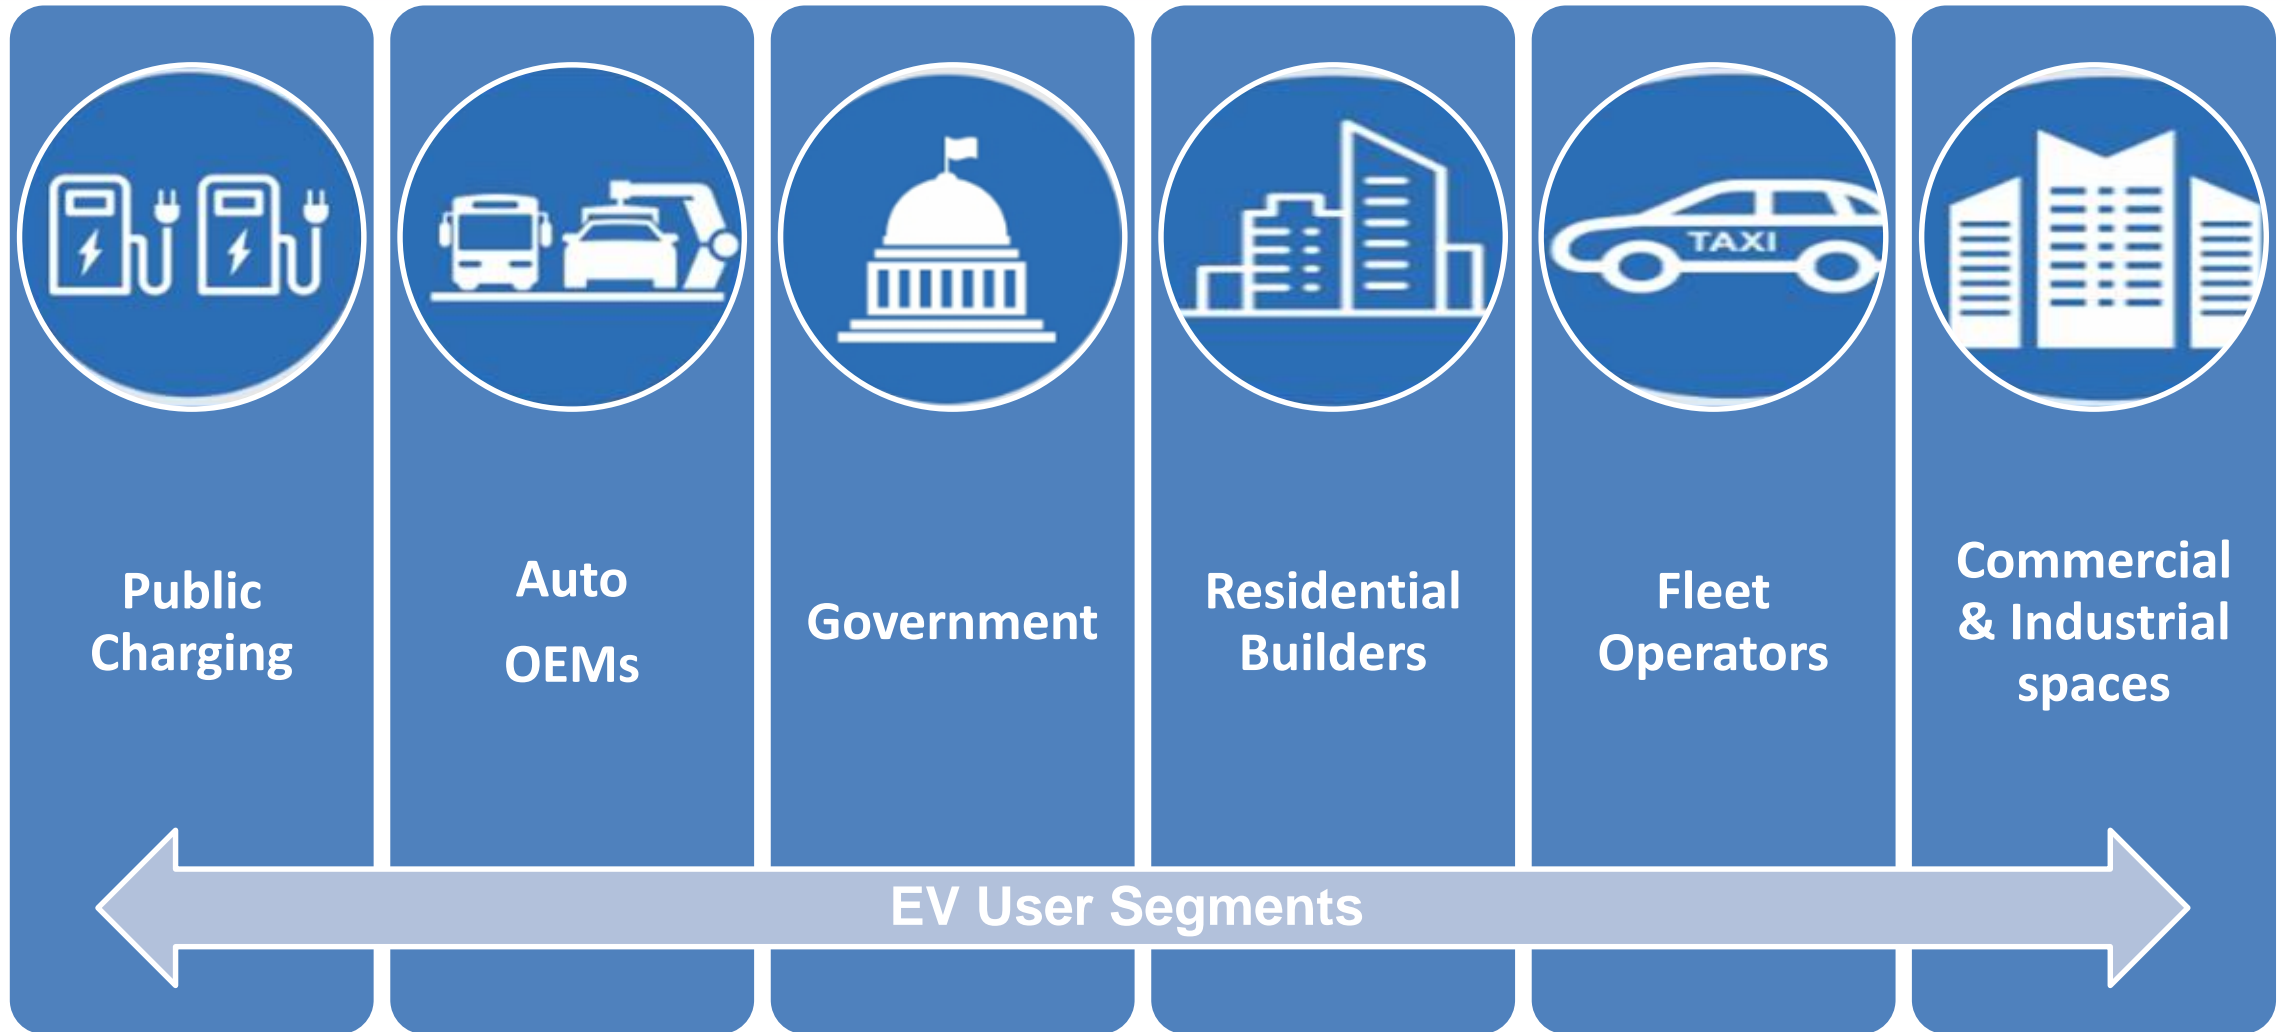 TAXI
Public
Charging
Auto
OEMs
Government
Residential
Builders
Fleet
Operators
Commercial
& Industrial
spaces
EV User Segments